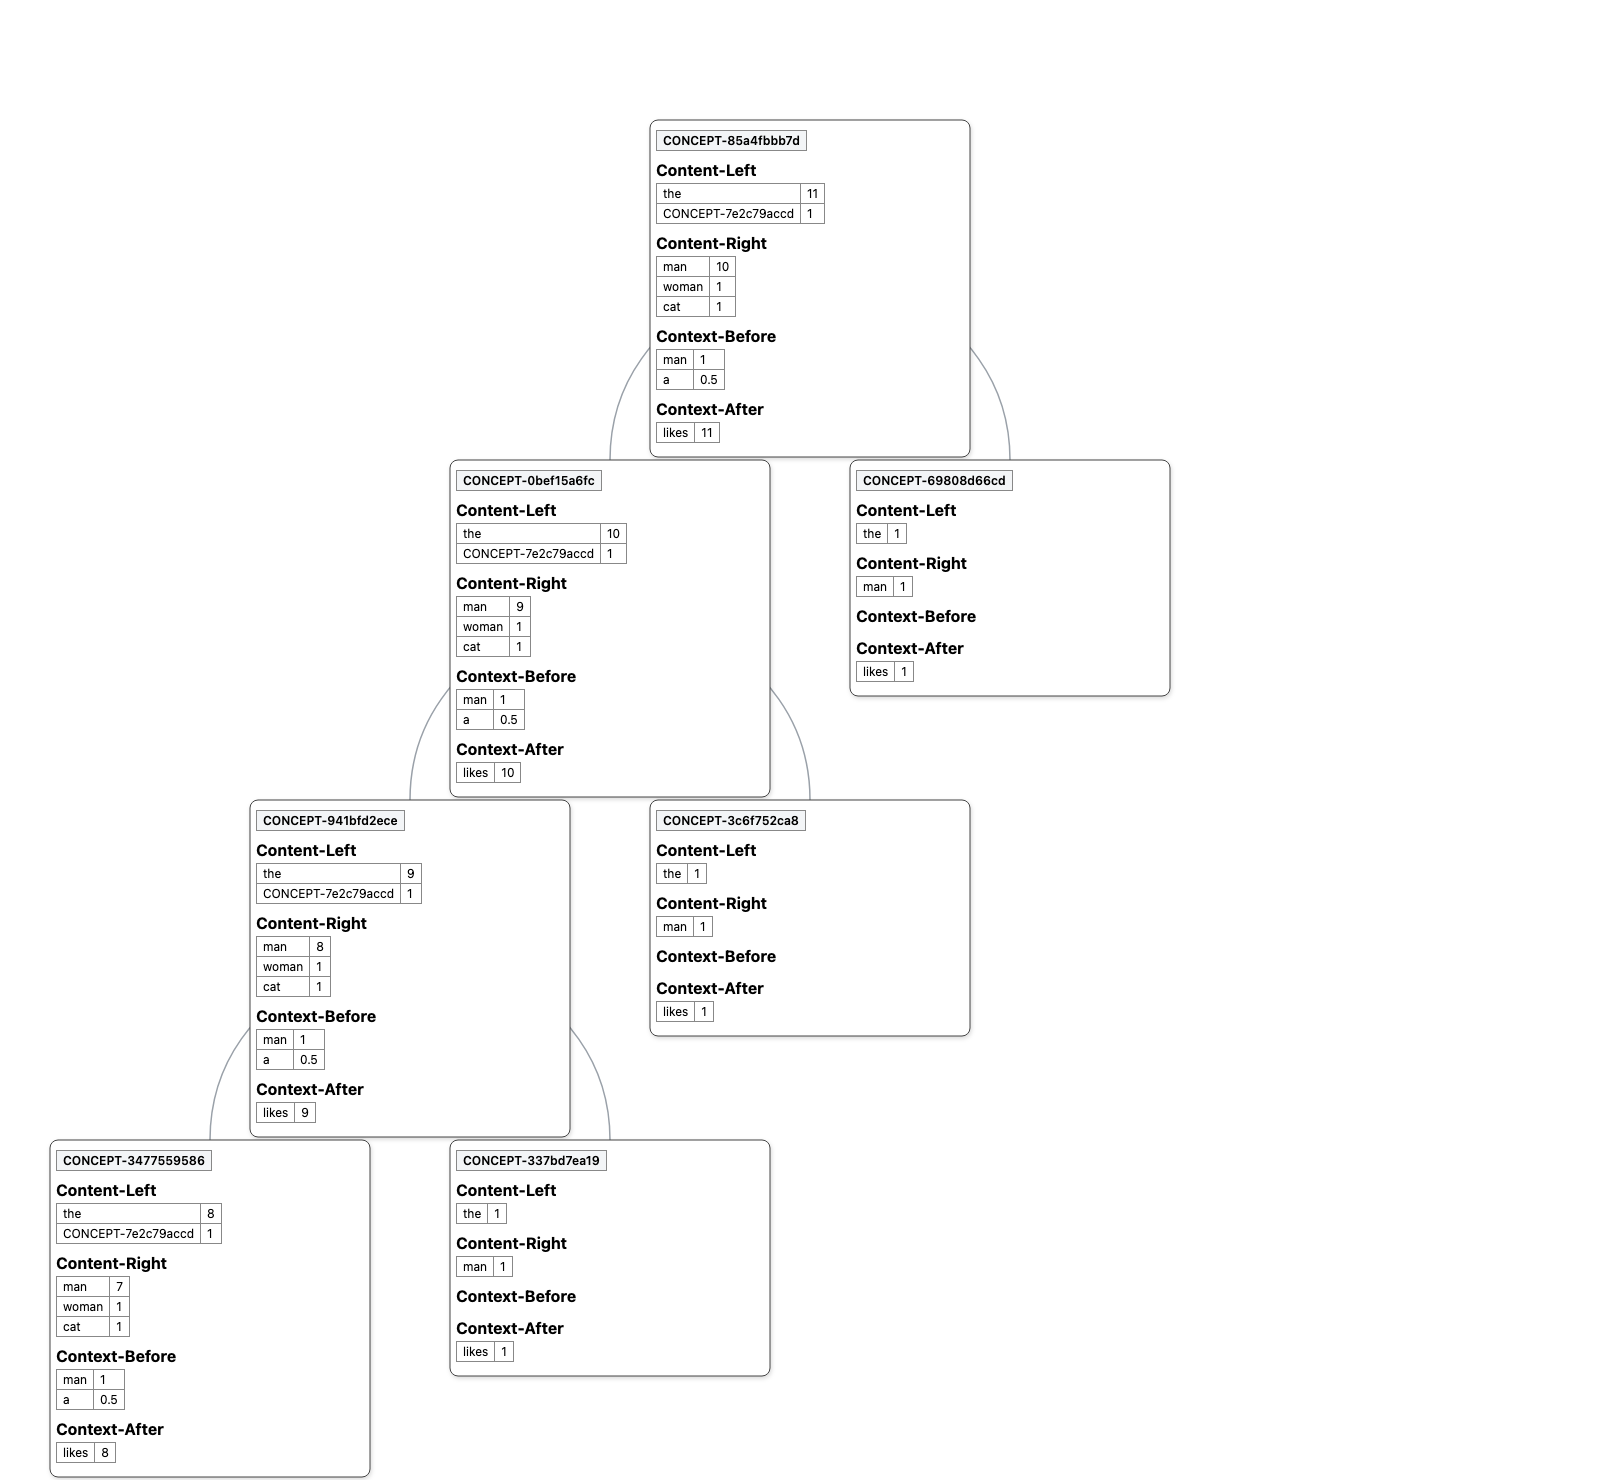 CONCEPT-85a4fbbb7d
Content-Left
the 11
CONCEPT-7e2c79accd 1
Content-Right
man 10
woman 1
cat 1
Context-Before
man 1
a 0.5
Context-After
likes 11
CONCEPT-0bef15a6fc
Content-Left
the 10
CONCEPT-7e2c79accd 1
Content-Right
man 9
woman 1
cat 1
Context-Before
man 1
a 0.5
Context-After
likes 10
CONCEPT-69808d66cd
Content-Left
the 1
Content-Right
man 1
Context-Before
Context-After
likes 1
CONCEPT-941bfd2ece
Content-Left
the 9
CONCEPT-7e2c79accd 1
Content-Right
man 8
woman 1
cat 1
Context-Before
man 1
a 0.5
Context-After
likes 9
CONCEPT-3c6f752ca8
Content-Left
the 1
Content-Right
man 1
Context-Before
Context-After
likes 1
CONCEPT-3477559586
Content-Left
the 8
CONCEPT-7e2c79accd 1
Content-Right
man 7
woman 1
cat 1
Context-Before
man 1
a 0.5
Context-After
likes 8
CONCEPT-337bd7ea19
Content-Left
the 1
Content-Right
man 1
Context-Before
Context-After
likes 1